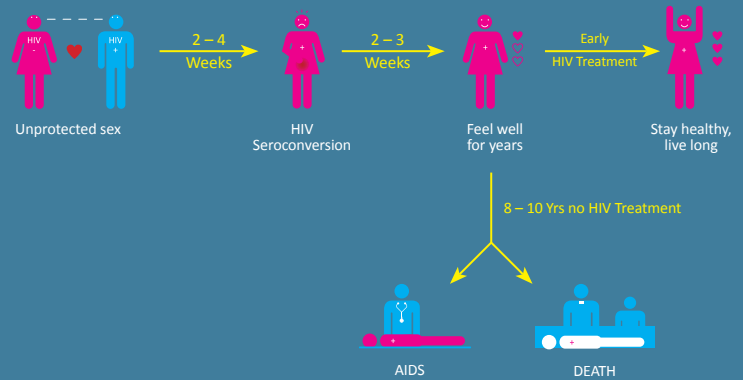 HIV
-
HIV
+
2 – 4
Weeks
2 – 3
Weeks
Early
HIV Treatment
+
+
+
Unprotected sex
HIV
Seroconversion
Feel well
for years
Stay healthy,
live long
8 – 10 Yrs no HIV Treatment
+
+
AIDS
DEATH